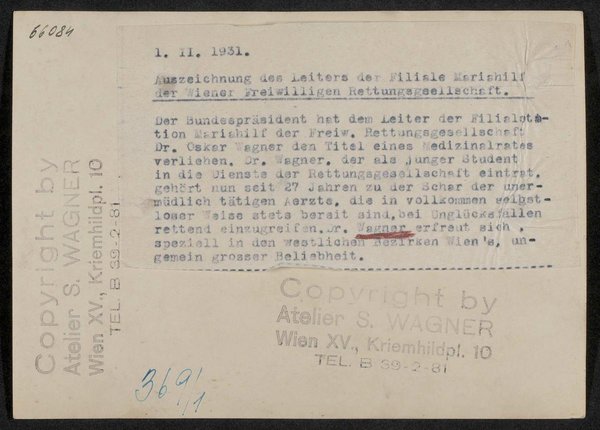 66084
1. II. 1931.
Auszeichnung des Leiters der Filiale Mariahilf
der Wiener Freiwilligen Rettungsgesellschaft.
Der Bundespräsident hat dem Leiter der Filialsta-
tion Mariahilf der Freiw. Rettungsgesellschaft
Dr. Oskar Wagner den Titel eines Medizinalrates
verliehen. Dr. Wagner, der als junger Student
in die Dienste der Rettungsgesellschaft eintrat,
gehört nun seit 27 Jahren zu der Schar der uner-
müdlich tätigen Aerzte, die in vollkommen selbst-
loser Weise stets bereit sind, bei Unglücksfällen
rettend einzugreifen. Dr. Wagner erfreut sich,
speziell in den westlichen Bezirken Wien's, un-
gemein grosser Beliebheit.
Copyright by
Atelier S. WAGNER
Wien XV., Kriemhildpl. 10
TEL. B 39-2-81
Copyright by
Atelier S. WAGNER
Wien XV., Kriemhildpl. 10
TEL. B 39-2-81
369/
/1